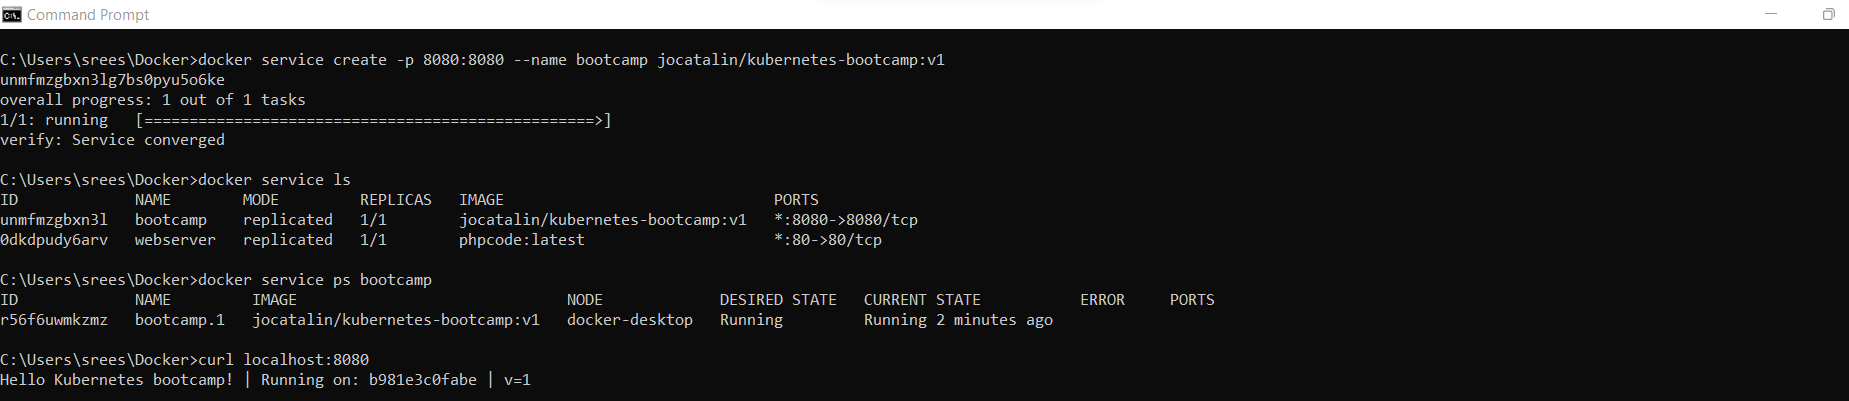 Command Prompt
C:\Users\srees\Docker>docker service create -p 8080:8080 --name bootcamp jocatalin/kubernetes-bootcamp:v1
unmfmzgbxn3lg7bs0pyu5o6ke
overall progress: 1 out of 1 tasks
1/1: running   [==================================================>]
verify: Service converged
C:\Users\srees\Docker>docker service ls
ID             NAME        MODE         REPLICAS   IMAGE                              PORTS
unmfmzgbxn3l   bootcamp    replicated   1/1        jocatalin/kubernetes-bootcamp:v1   *:8080->8080/tcp
0dkdpudy6arv   webserver   replicated   1/1        phpcode:latest                     *:80->80/tcp
C:\Users\srees\Docker>docker service ps bootcamp
ID             NAME         IMAGE                              NODE             DESIRED STATE   CURRENT STATE           ERROR     PORTS
r56f6uwmkzmz   bootcamp.1   jocatalin/kubernetes-bootcamp:v1   docker-desktop   Running         Running 2 minutes ago
C:\Users\srees\Docker>curl localhost:8080
Hello Kubernetes bootcamp! | Running on: b981e3c0fabe | v=1